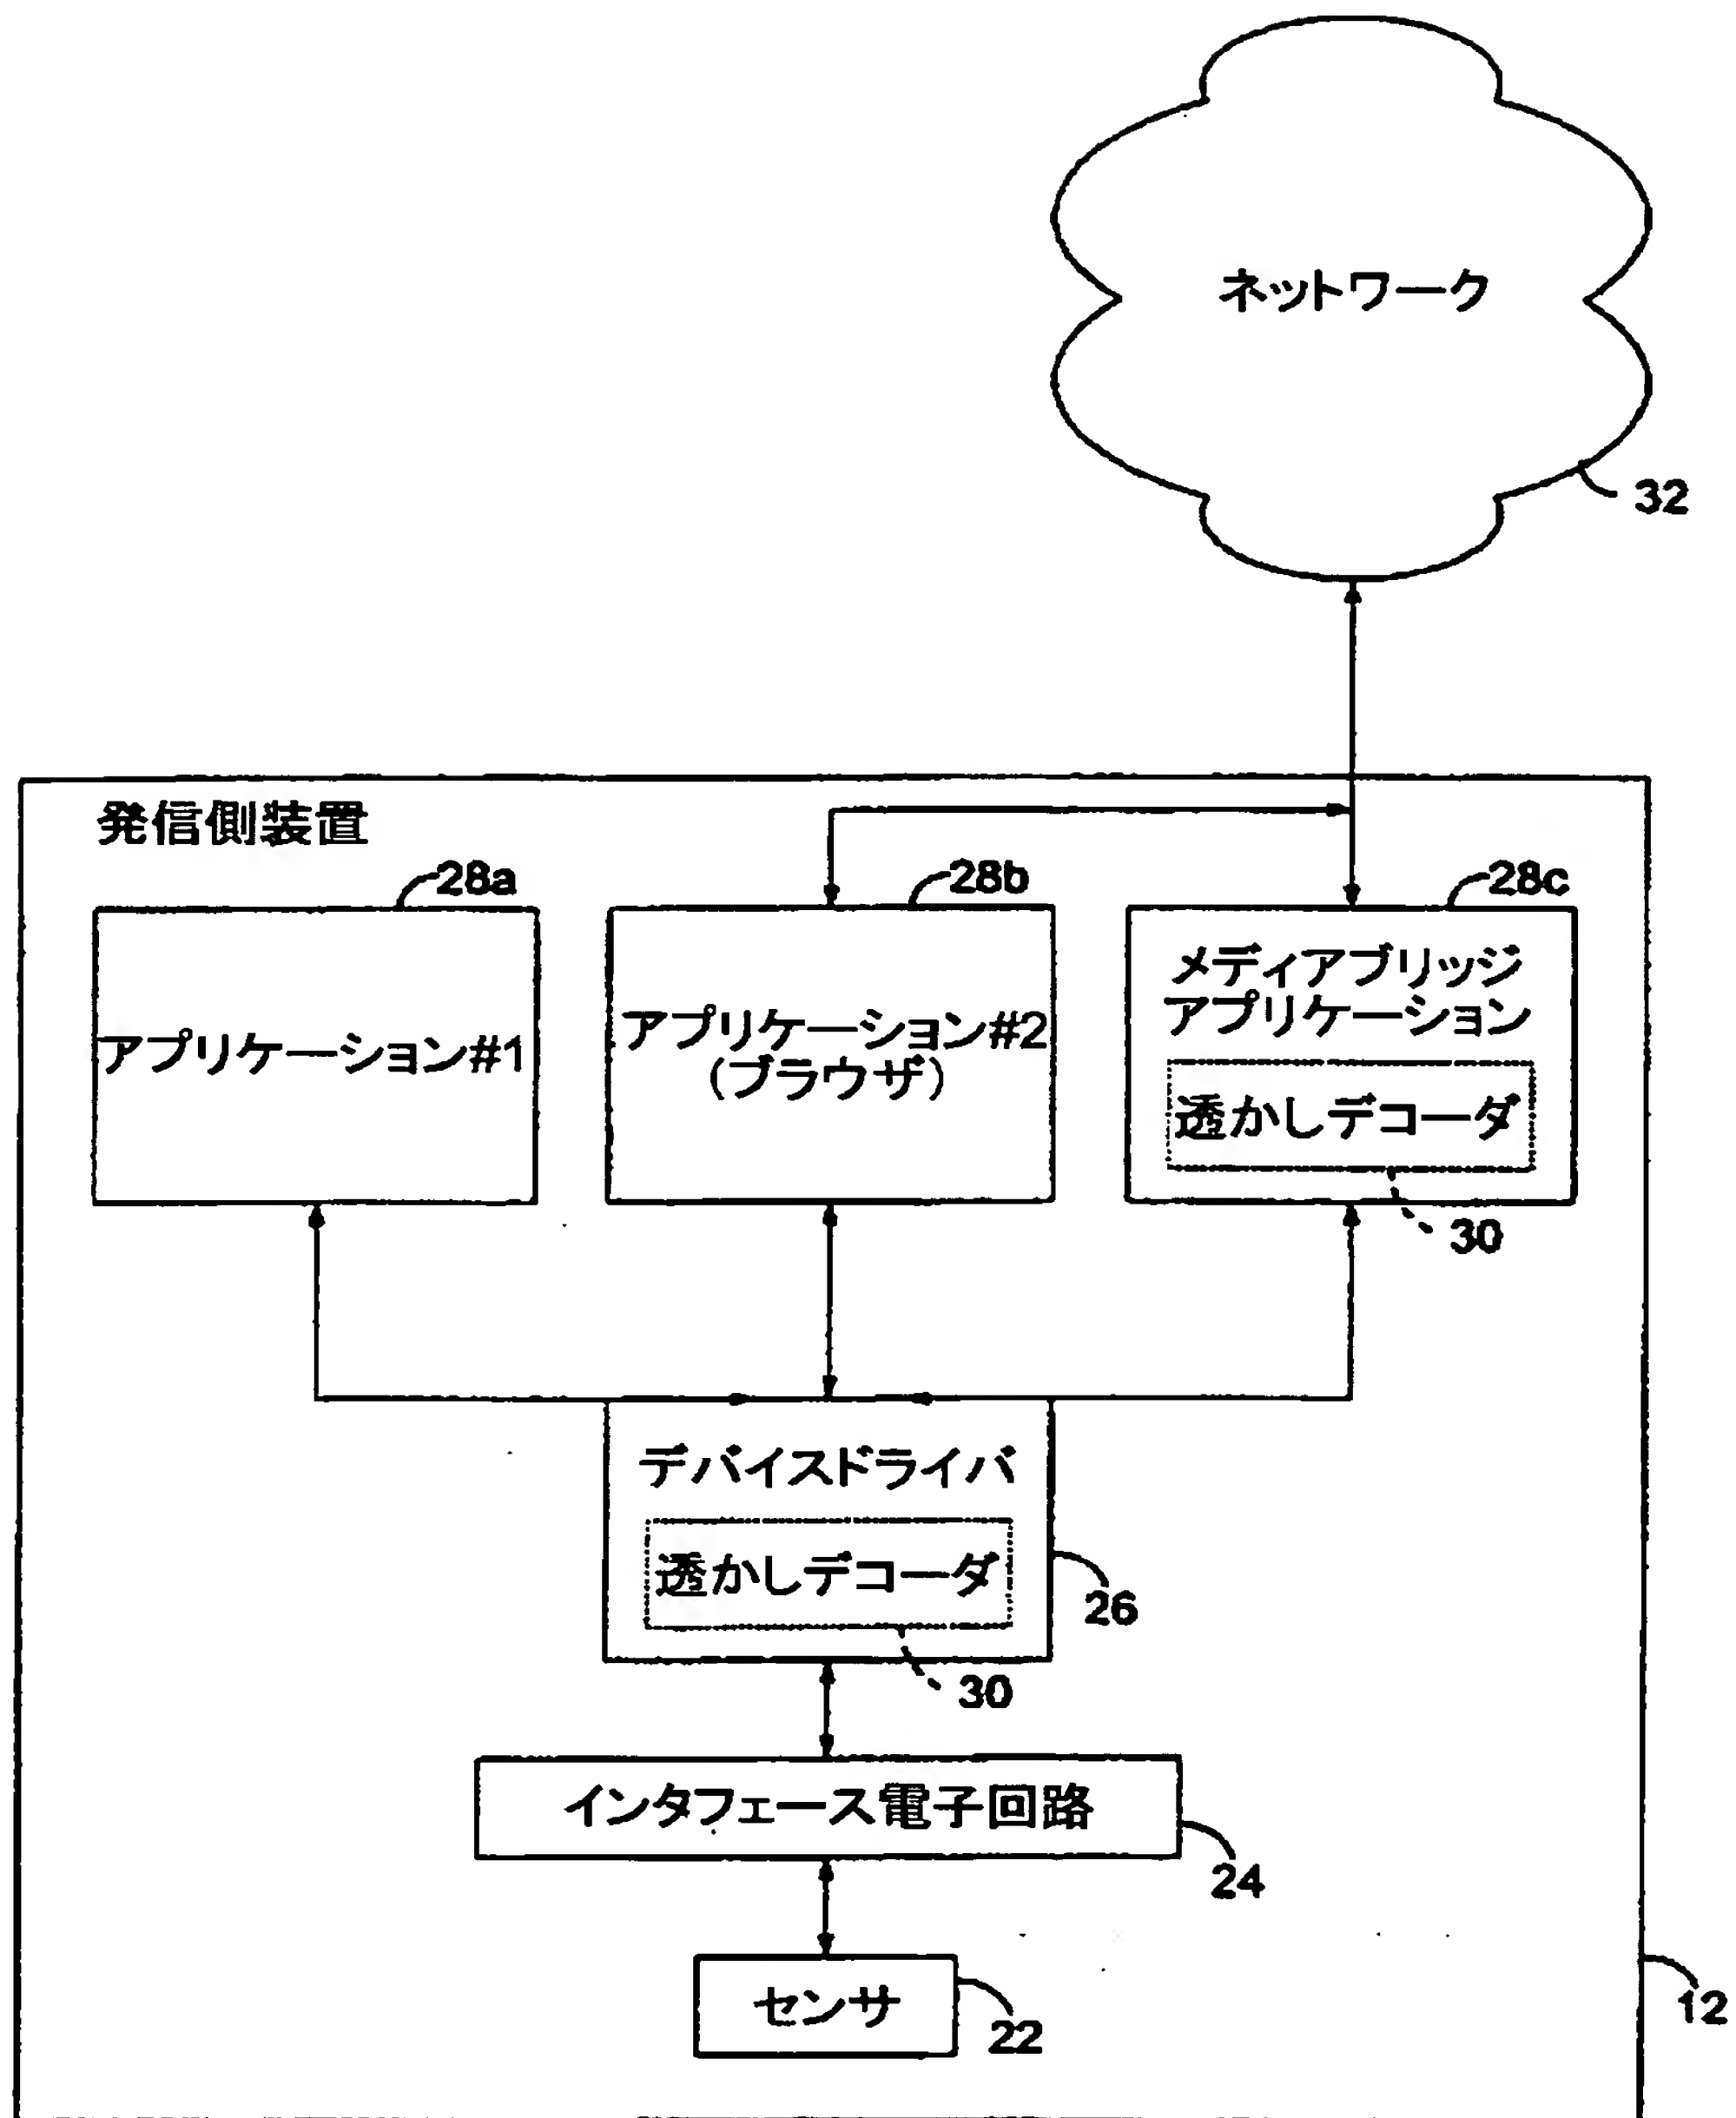 ネットワーク
32
発信側装置
28a
28b
28c
アプリケーション#1
アプリケーション#2
(ブラウザ)
メディアブリッジ
アプリケーション
透かしデコーダ
30
デバイスドライバ
透かしデコーダ
26
30
インタフェース電子回路
24
センサ
22
12